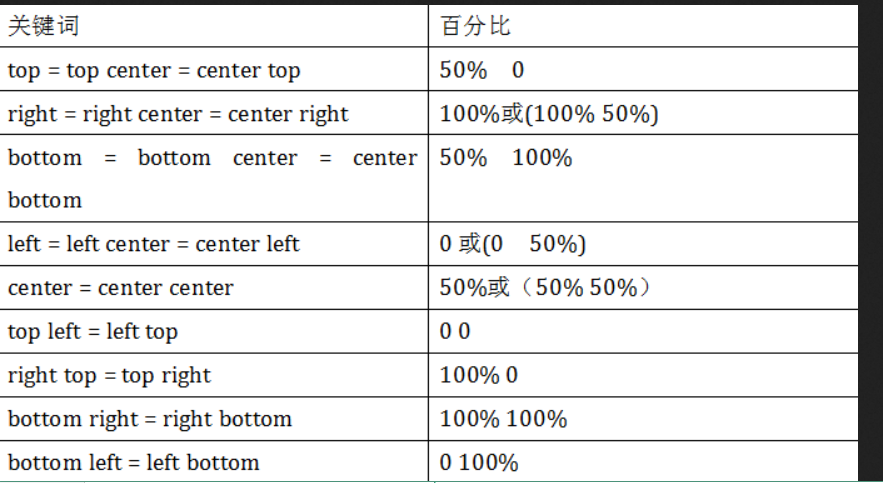 关键词 百分比
top = top center = center top 50% 0
right = right center = center right 100%或(100% 50%)
bottom = bottom center = center 50% 100%
bottom
left = left center = center left 0 或(0 50%)
center = center center 50%或（50% 50%）
top left = left top 0 0
right top = top right 100% 0
bottom right = right bottom 100% 100%
bottom left = left bottom 0 100%